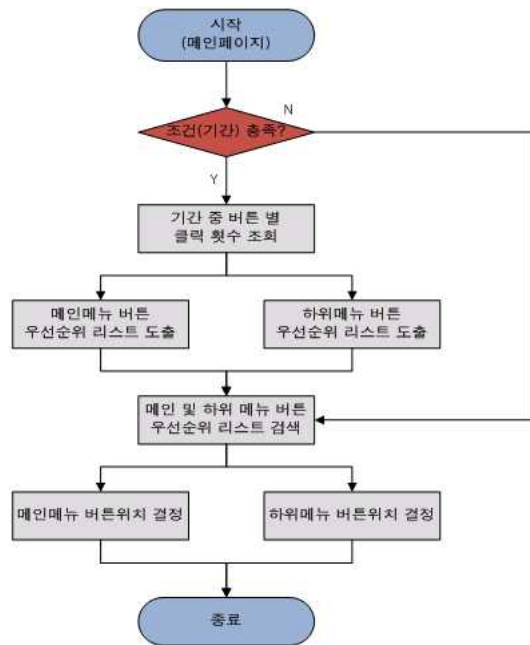 시작
(메인페이지)
N
조건(기간) 충족?
Y
기간 중 버튼 별
클릭 횟수 조회
메인메뉴 버튼
우선순위 리스트 도출
하위메뉴 버튼
우선순위 리스트 도출
메인 및 하위 메뉴 버튼
우선순위 리스트 검색
메인메뉴 버튼위치 결정
하위메뉴 버튼위치 결정
종료